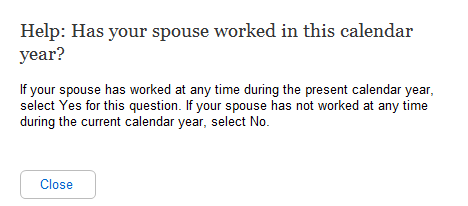 Help: Has your spouse worked in this calendar
year?
If your spouse has worked at any time during the present calendar year,
select Yes for this question. If your spouse has not worked at any time
during the current calendar year, select No.
Close